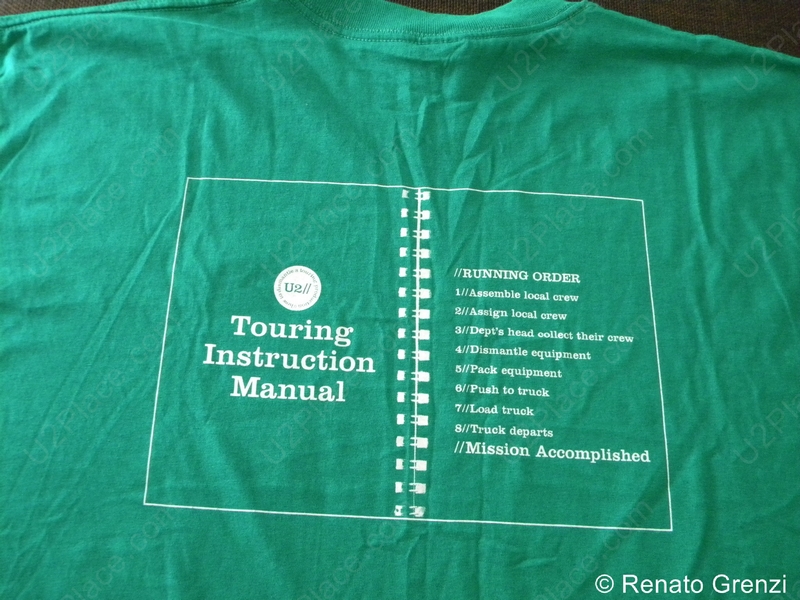 U2//
Touring
Instruction
Manual
//RUNNING ORDER
1//Assemble local crew
2//Assign local crew
3//Dept's head collect their crew
4//Dismantle equipment
5//Pack equipment
6//Push to truck
7//Load truck
8//Truck departs
//Mission Accomplished
© Renato Grenzi
U2Place.com